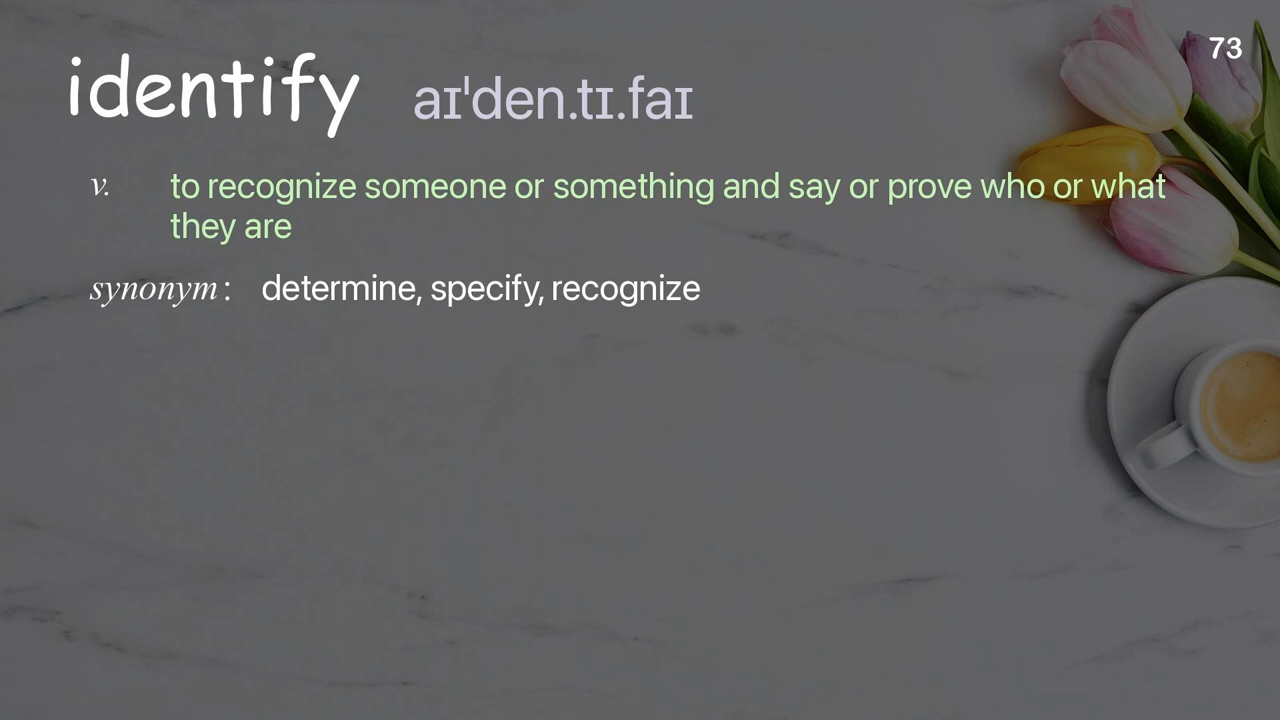 73
identify aɪˈden.tɪ.faɪ
v. to recognize someone or something and say or prove who or what
they are
synonym: determine, specify, recognize